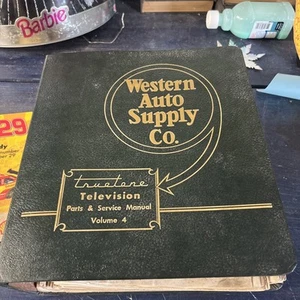 Barbie
Western
Auto
Supply
Co.
29
truetone
Television
Parts & Service Manual
Volume 4